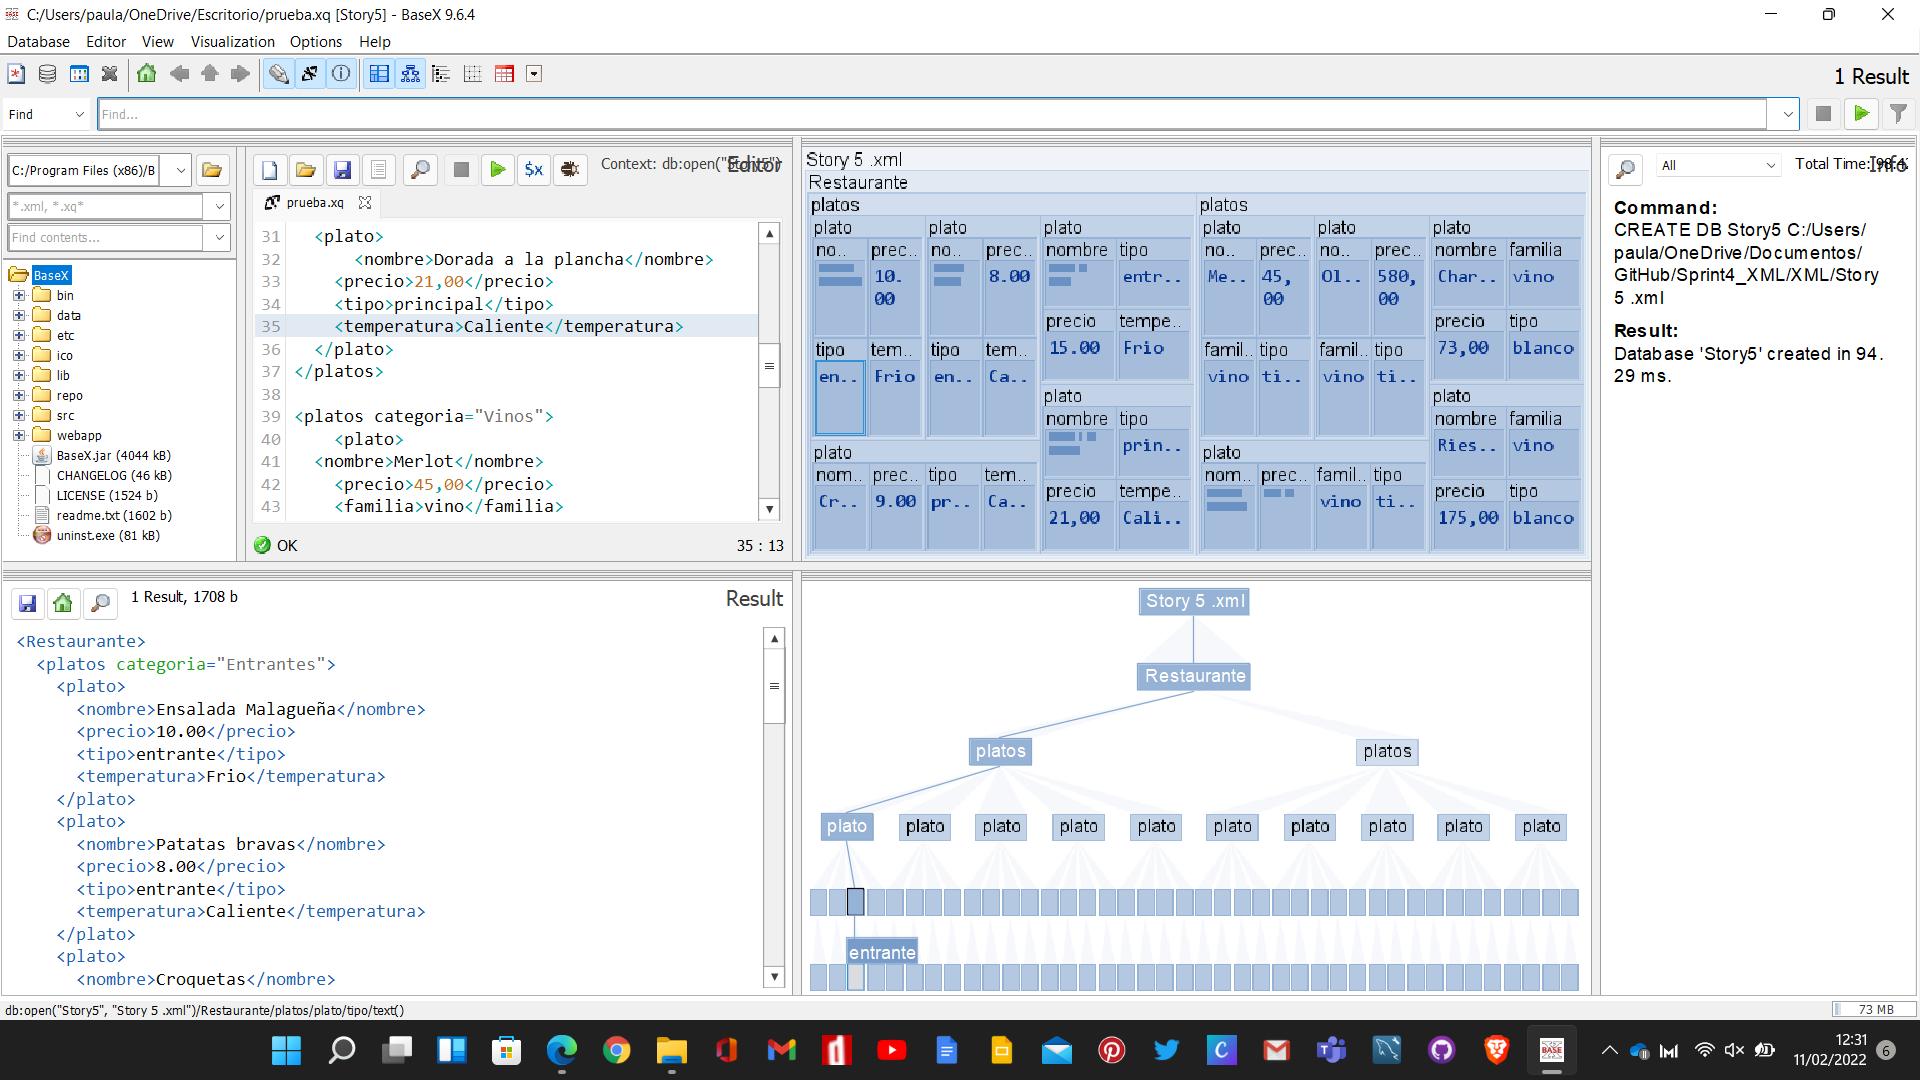 C:/Users/paula/OneDrive/Escritorio/prueba.xq [Story5] - BaseX 9.6.4
Database Editor View Visualization Options Help
1 Result
Find
Find...
C:/Program Files (x86)/B
*.xml, *.xq*
Find contents...
BaseX
bin
data
etc
ico
lib
repo
src
webapp
BaseX.jar (4044 kB)
CHANGELOG (46 kB)
LICENSE (1524 b)
readme.txt (1602 b)
uninst.exe (81 kB)
$x
Context: db:open("Story5")
Editor
prueba.xq
31 <plato>
32 <nombre>Dorada a la plancha</nombre>
33 <precio>21,00</precio>
34 <tipo>principal</tipo>
35 <temperatura>Caliente</temperatura>
36 </plato>
37 </platos>
38
39 <platos categoria="Vinos">
40 <plato>
41 <nombre>Merlot</nombre>
42 <precio>45,00</precio>
43 <familia>vino</familia>
OK
35 : 13
Story 5 .xml
Restaurante
platos platos
plato plato plato plato plato plato
no.. prec.. no.. prec.. nombre tipo no.. prec.. no.. prec.. nombre familia
10. 00 8.00 entr.. Me.. 45, 00 Ol.. 580, 00 Char.. vino
precio tempe.. precio tipo
15.00 Frio 73,00 blanco
tipo tem.. tipo tem.. famil.. tipo famil.. tipo
en.. Frio en.. Ca.. vino ti.. vino ti..
plato plato
nombre tipo nombre familia
prin.. Ries.. vino
plato plato
nom.. prec.. tipo tem.. nom.. prec.. famil.. tipo
Cr.. 9.00 pr.. Ca.. vino ti..
precio tempe.. precio tipo
21,00 Cali.. 175,00 blanco
All
Total Time:
Info
Command:
CREATE DB Story5 C:/Users/
paula/OneDrive/Documentos/
GitHub/Sprint4_XML/XML/Story
5 .xml
Result:
Database 'Story5' created in 94.
29 ms.
1 Result, 1708 b
Result
<Restaurante>
<platos categoria="Entrantes">
<plato>
<nombre>Ensalada Malagueña</nombre>
<precio>10.00</precio>
<tipo>entrante</tipo>
<temperatura>Frio</temperatura>
</plato>
<plato>
<nombre>Patatas bravas</nombre>
<precio>8.00</precio>
<tipo>entrante</tipo>
<temperatura>Caliente</temperatura>
</plato>
<plato>
<nombre>Croquetas</nombre>
Story 5 .xml
Restaurante
platos platos
plato plato plato plato plato plato plato plato plato plato
entrante
db:open("Story5", "Story 5 .xml")/Restaurante/platos/plato/tipo/text()
73 MB
12:31
11/02/2022
6